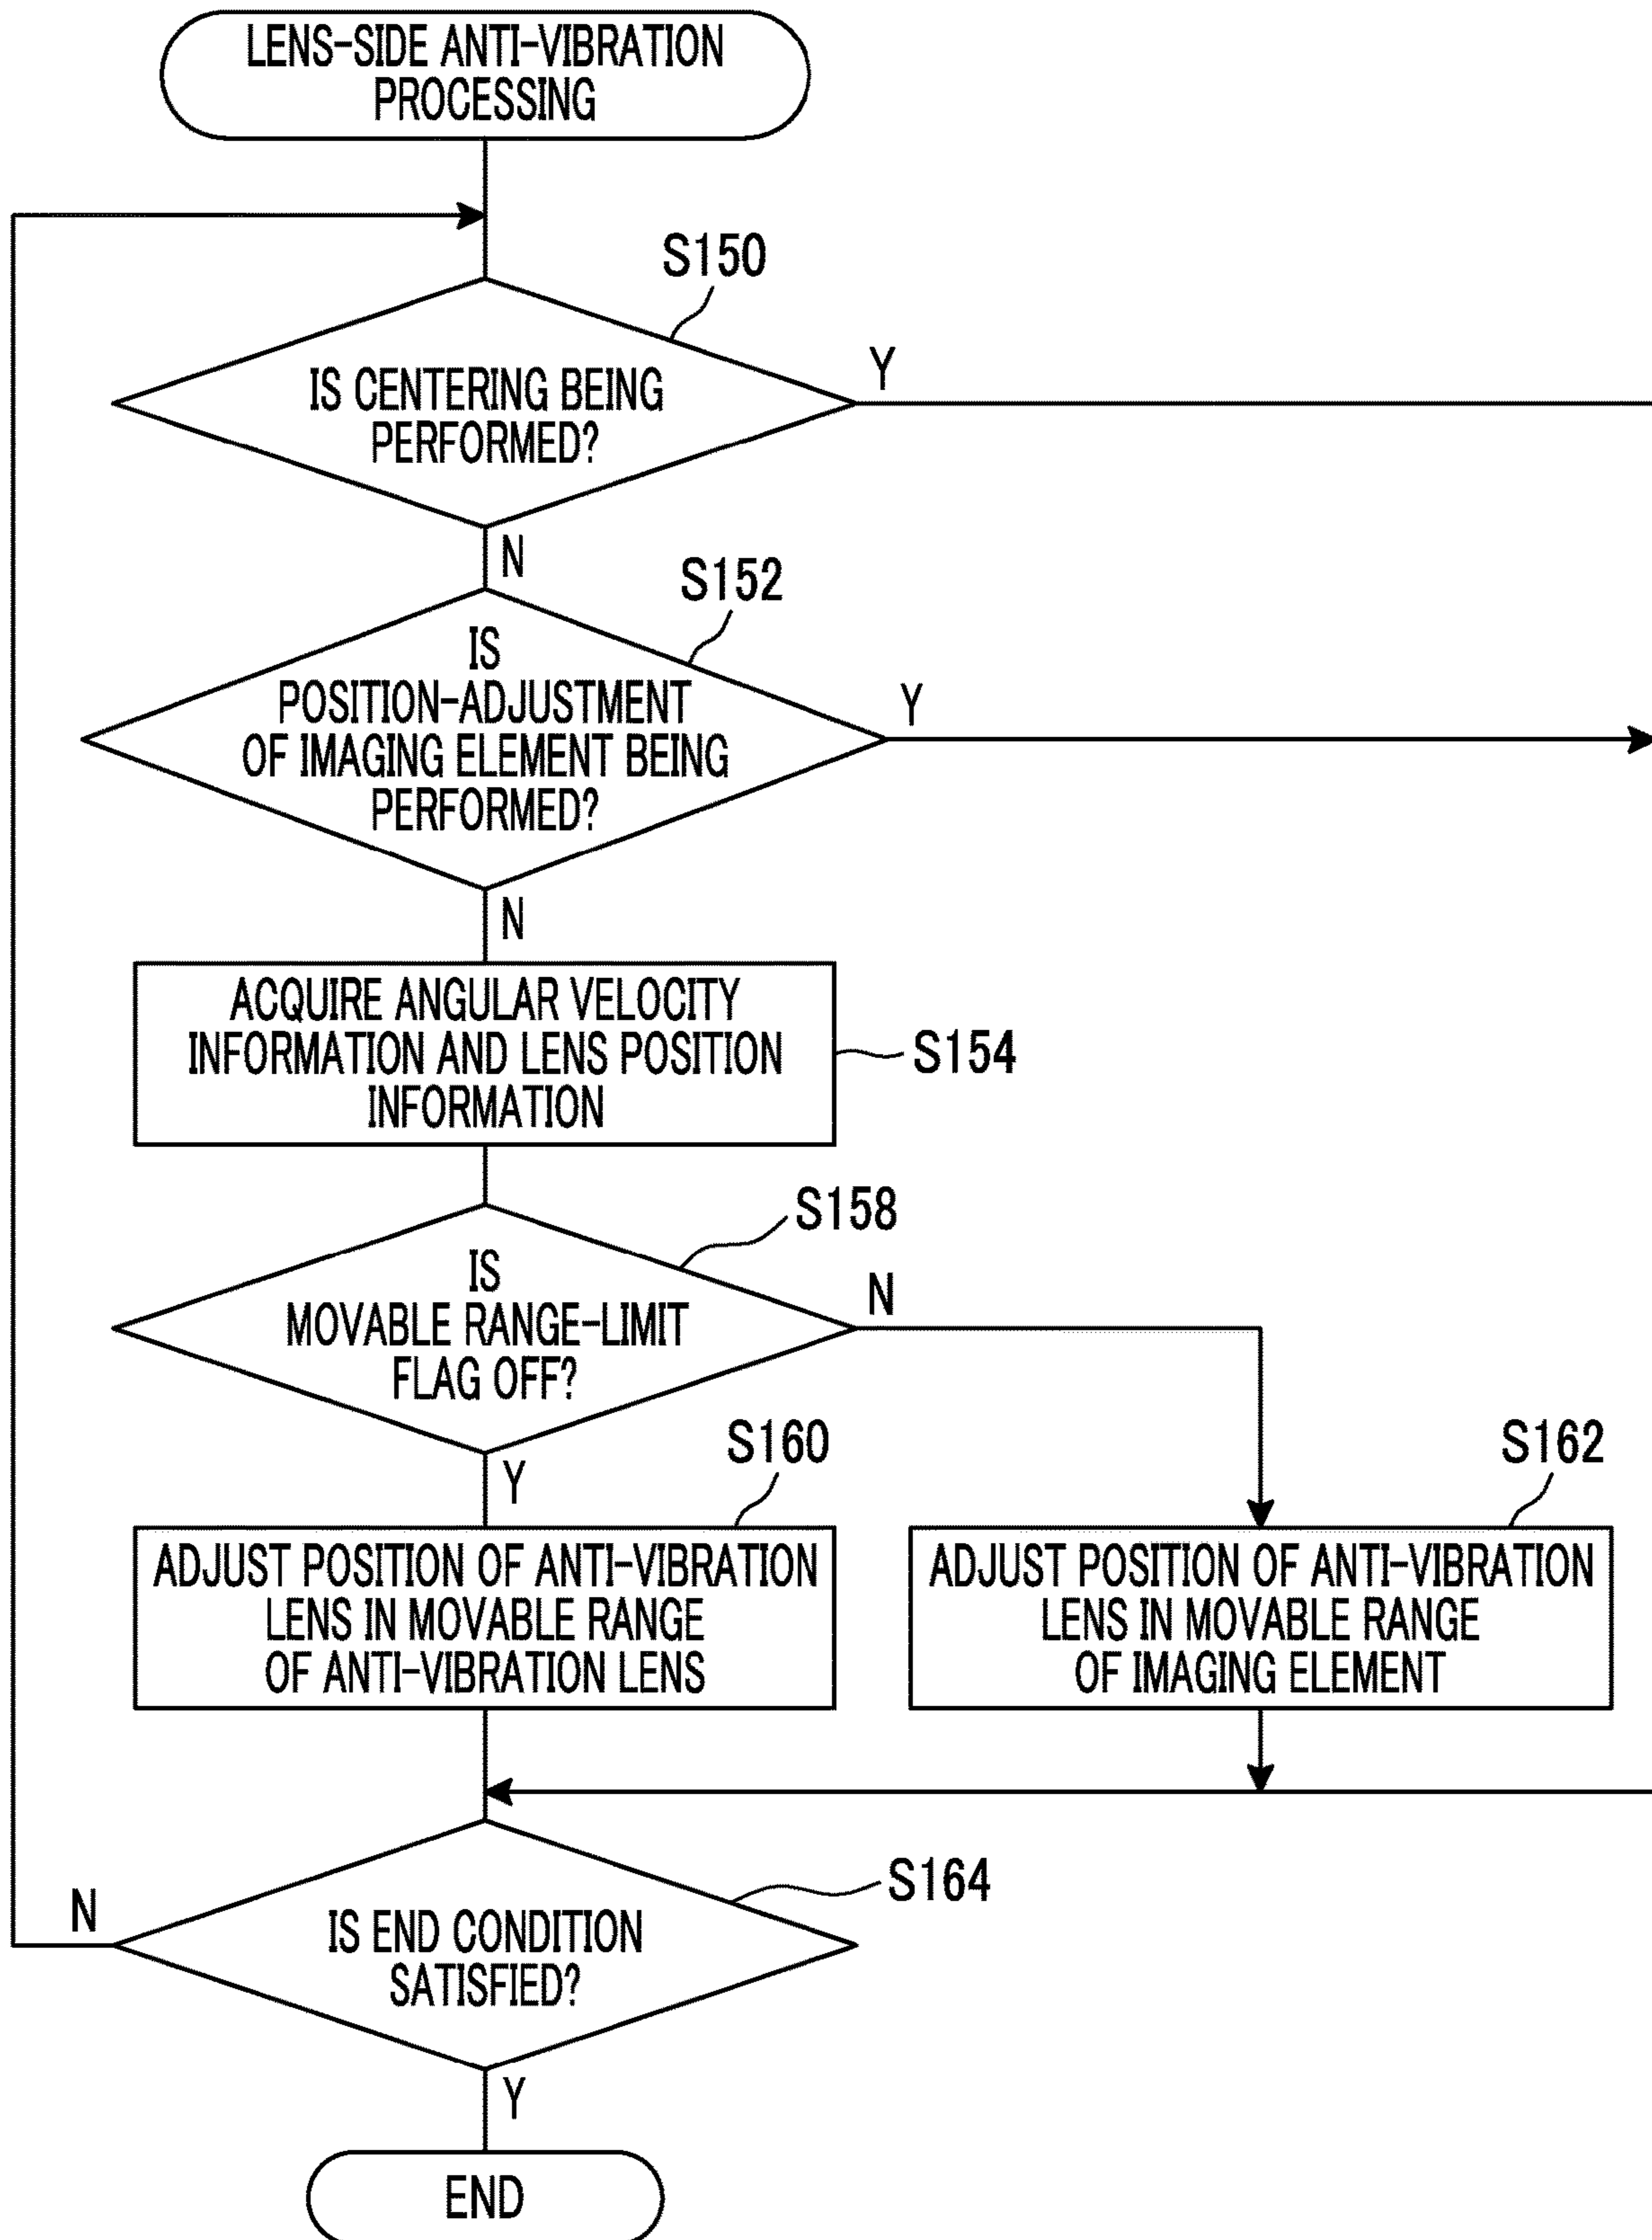 LENS-SIDE ANTI-VIBRATION
PROCESSING
S150
IS CENTERING BEING
PERFORMED?
Y
N
S152
IS
POSITION-ADJUSTMENT
OF IMAGING ELEMENT BEING
PERFORMED?
Y
N
ACQUIRE ANGULAR VELOCITY
INFORMATION AND LENS POSITION
INFORMATION
S154
S158
IS
MOVABLE RANGE-LIMIT
FLAG OFF?
N
Y
S160
ADJUST POSITION OF ANTI-VIBRATION
LENS IN MOVABLE RANGE
OF ANTI-VIBRATION LENS
S162
ADJUST POSITION OF ANTI-VIBRATION
LENS IN MOVABLE RANGE
OF IMAGING ELEMENT
S164
IS END CONDITION
SATISFIED?
N
Y
END